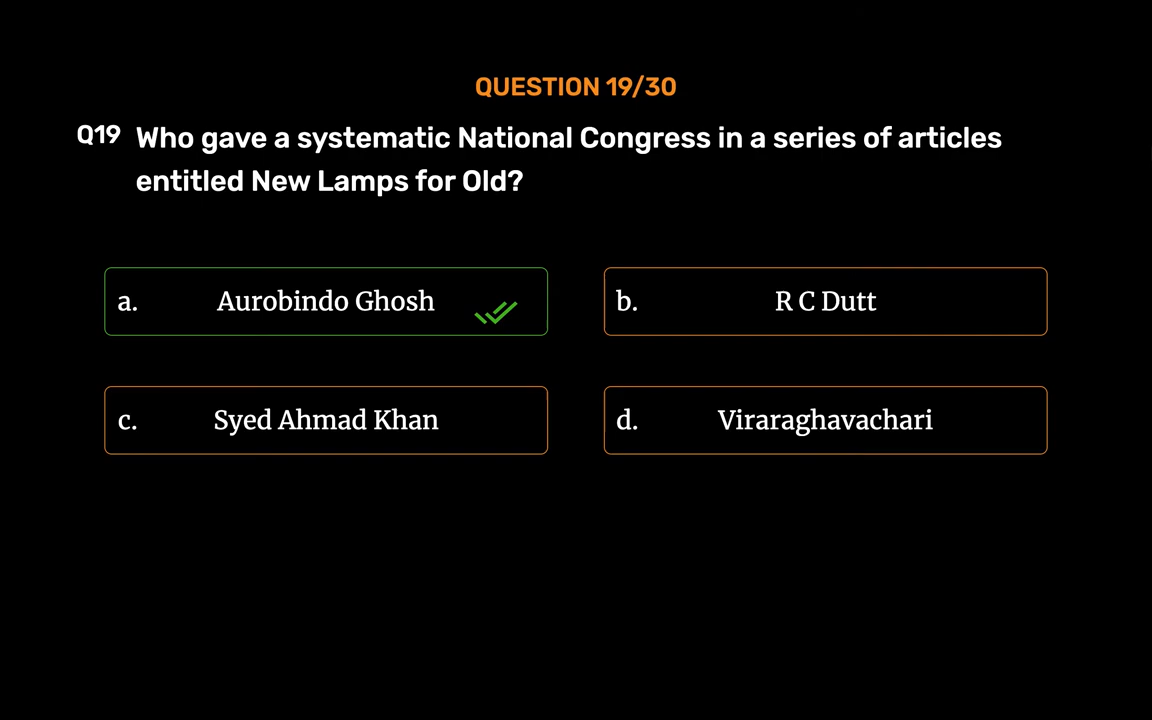 QUESTION 19/30
Q19 Who gave a systematic National Congress in a series of articles
entitled New Lamps for Old?
a. Aurobindo Ghosh
b. R C Dutt
c. Syed Ahmad Khan
d. Viraraghavachari